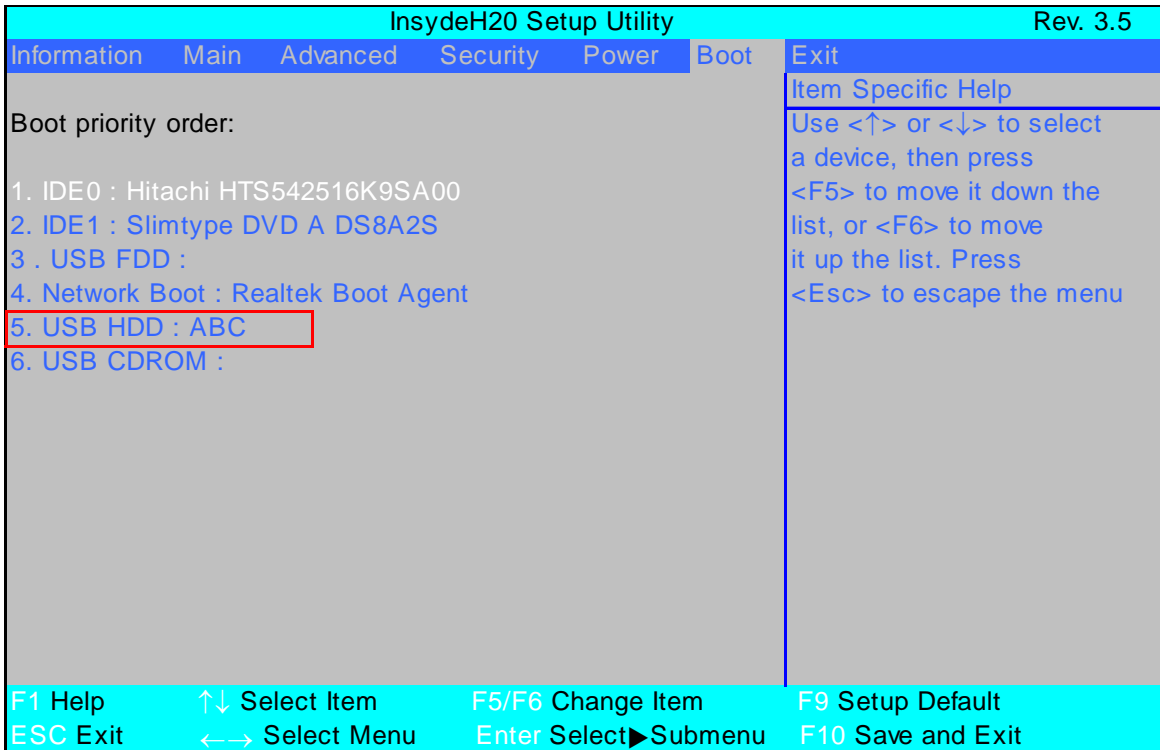 InsydeH20 Setup Utility Rev. 3.5
Information Main Advanced Security Power Boot Exit
Boot priority order:
1. IDE0 : Hitachi HTS542516K9SA00
2. IDE1 : Slimtype DVD A DS8A2S
3 . USB FDD :
4. Network Boot : Realtek Boot Agent
5. USB HDD : ABC
6. USB CDROM :
Item Specific Help
Use <↑> or <↓> to select
a device, then press
<F5> to move it down the
list, or <F6> to move
it up the list. Press
<Esc> to escape the menu
F1 Help ↑↓ Select Item F5/F6 Change Item F9 Setup Default
ESC Exit ←→ Select Menu Enter Select▶Submenu F10 Save and Exit